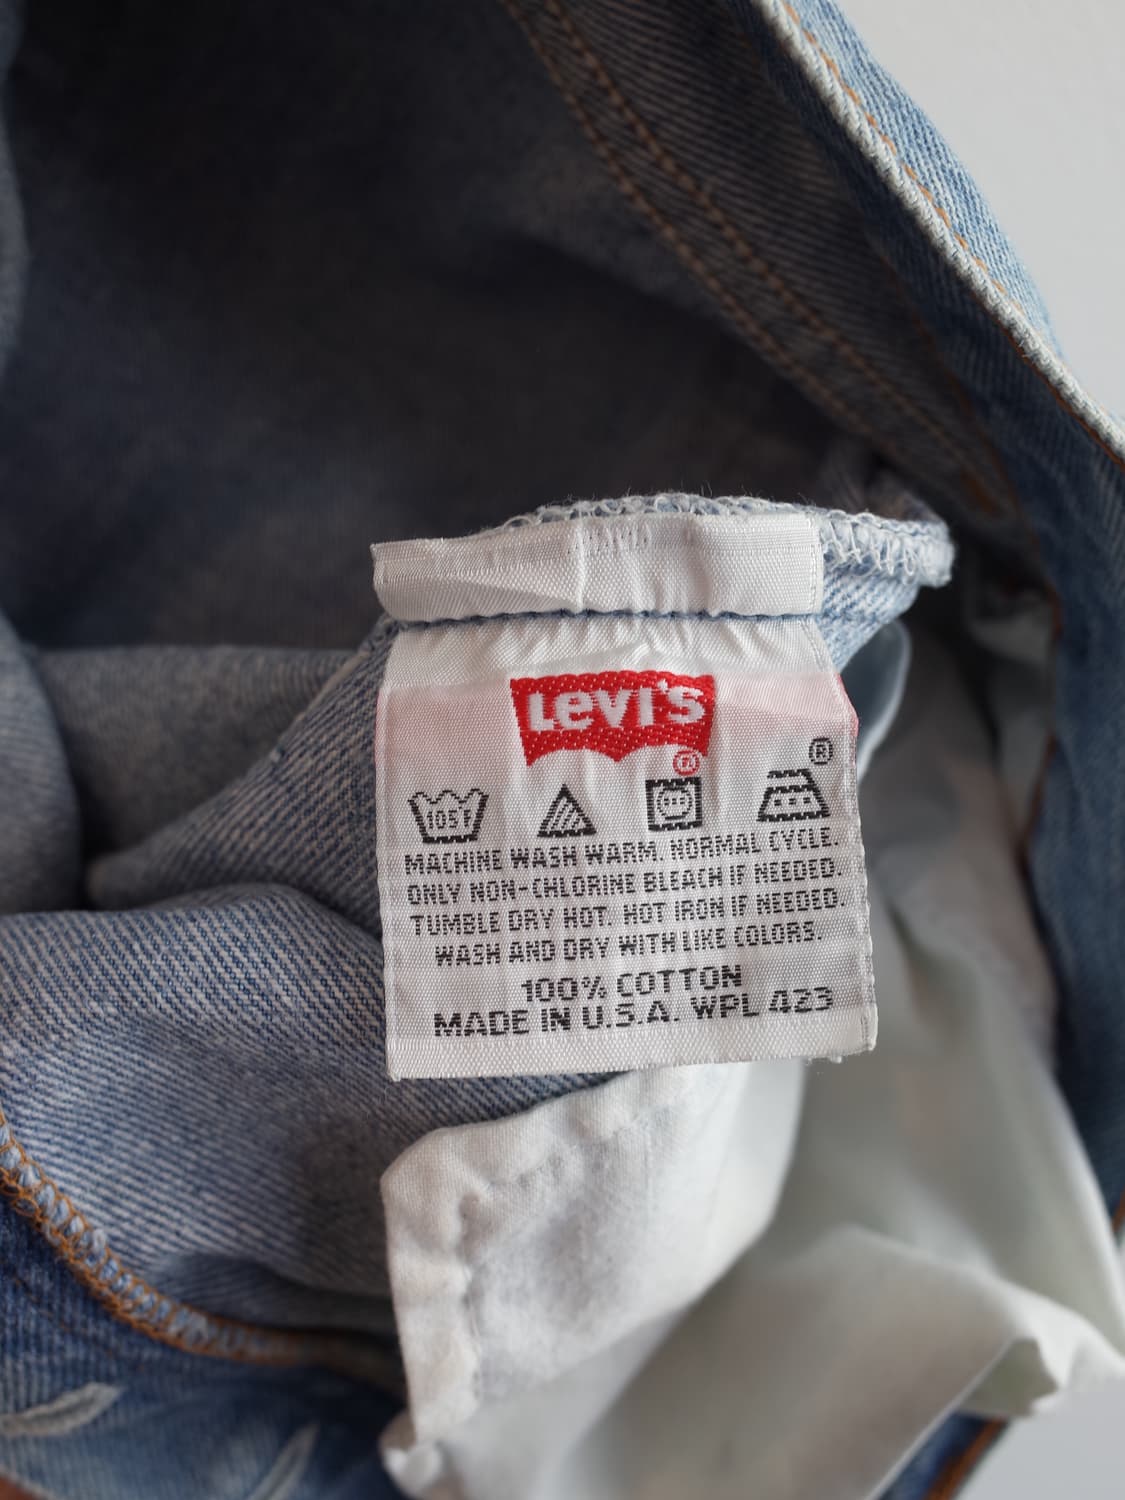 Levi's
®
®
105F
MACHINE WASH WARM. NORMAL CYCLE.
ONLY NON-CHLORINE BLEACH IF NEEDED.
TUMBLE DRY HOT. HOT IRON IF NEEDED.
WASH AND DRY WITH LIKE COLORS.
100% COTTON
MADE IN U.S.A. WPL 423